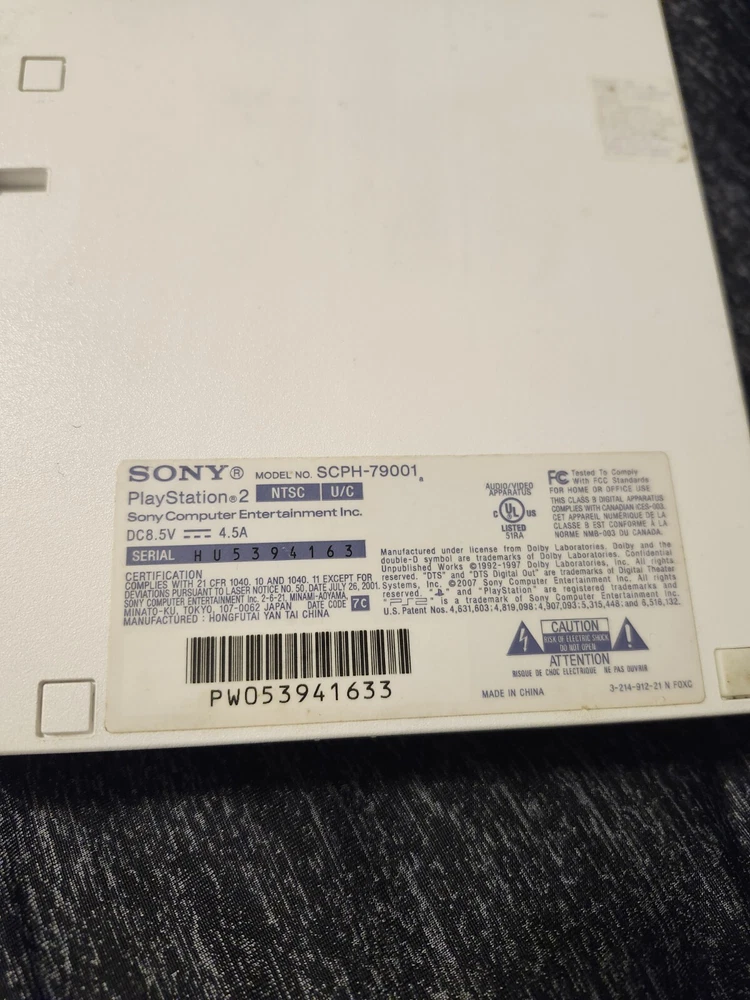 SONY® MODEL NO. SCPH-79001
PlayStation®2 NTSC U/C
Sony Computer Entertainment Inc.
DC8.5V 4.5A
SERIAL HU5394163
CERTIFICATION
COMPLIES WITH 21 CFR 1040. 10 AND 1040. 11 EXCEPT FOR
DEVIATIONS PURSUANT TO LASER NOTICE NO. 50, DATE JULY 26, 2001.
SONY COMPUTER ENTERTAINMENT INC. 2-6-21, MINAMI-AOYAMA,
MINATO-KU, TOKYO, 107-0062 JAPAN DATE CODE 7C
MANUFACTURED : HONGFUTAI YAN TAI CHINA
PW053941633
AUDIO/VIDEO
APPARATUS
C UL US
LISTED
51RA
FC Tested To Comply
With FCC Standards
FOR HOME OR OFFICE USE
THIS CLASS B DIGITAL APPARATUS
COMPLIES WITH CANADIAN ICES-003.
CET APPAREIL NUMÉRIQUE DE LA
CLASSE B EST CONFORME À LA
NORME NMB-003 DU CANADA.
Manufactured under license from Dolby Laboratories. Dolby and the
double-D symbol are trademarks of Dolby Laboratories. Confidential
Unpublished Works ©1992-1997 Dolby Laboratories, Inc. All rights
reserved. "DTS" and "DTS Digital Out" are trademarks of Digital Theater
Systems, Inc. ©2007 Sony Computer Entertainment Inc. All rights
reserved. " " and "PlayStation" are registered trademarks and
"PS2" is a trademark of Sony Computer Entertainment Inc.
U.S. Patent Nos. 4,631,603; 4,819,098; 4,907,093; 5,315,448; and 6,516,132.
CAUTION
RISK OF ELECTRIC SHOCK
DO NOT OPEN
ATTENTION
RISQUE DE CHOC ELECTRIQUE NE PAS OUVRIR
MADE IN CHINA
3-214-912-21 N FOXC